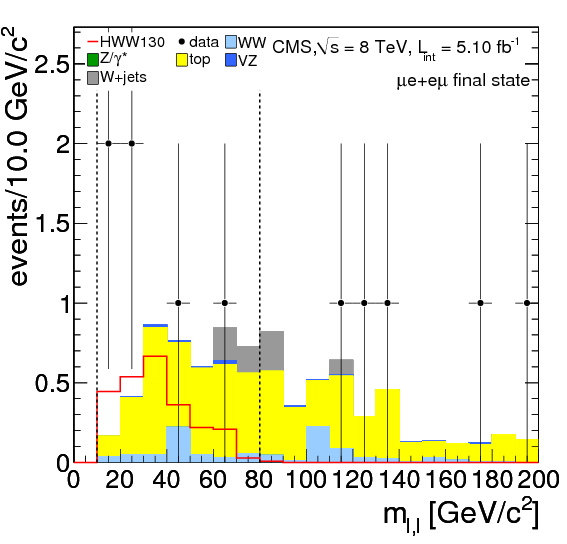 HWW130 data WW CMS,√s = 8 TeV, L_int = 5.10 fb⁻¹
Z/γ* top VZ
W+jets μe+eμ final state
events/10.0 GeV/c²
2.5
2
1.5
1
0.5
0
0 20 40 60 80 100 120 140 160 180 200
m_l,l [GeV/c²]